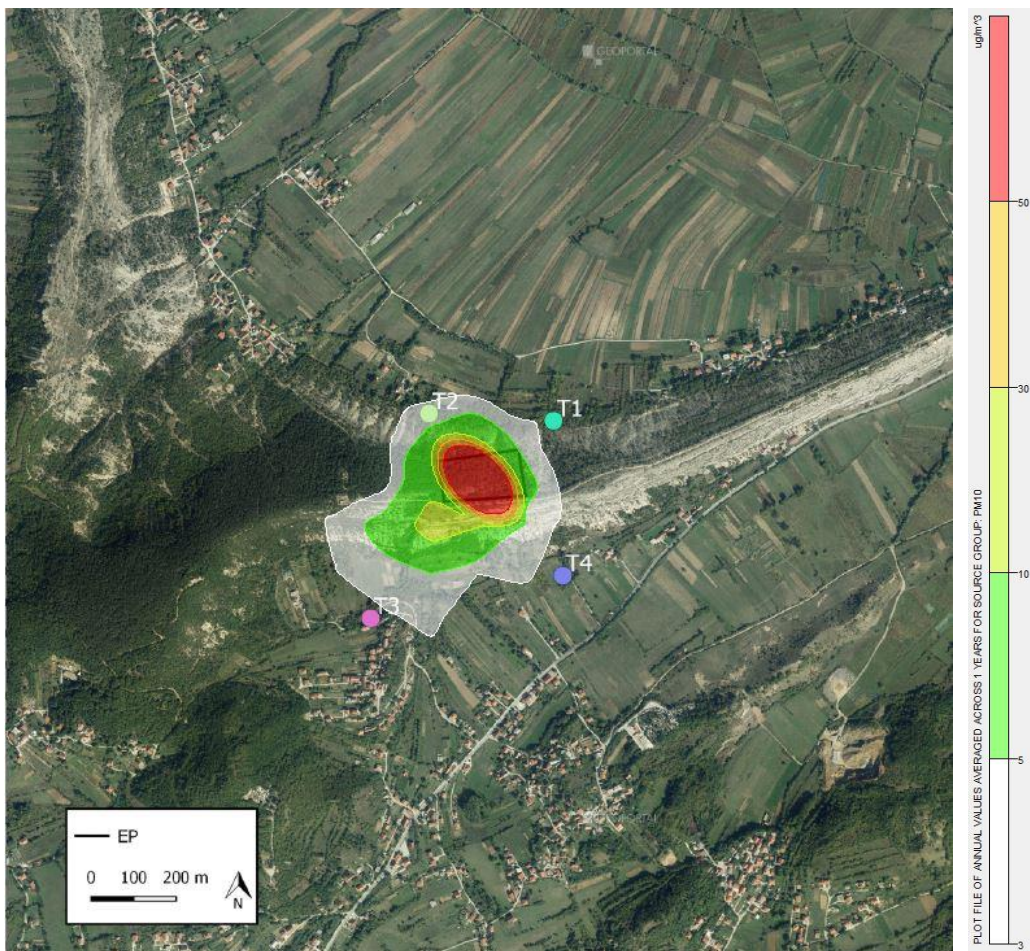 GEOPORTAL
T2
T1
T4
T3
GEOPORTAL
EP
0 100 200 m
N
ug/m^3
50
30
10
5
3
PLOT FILE OF ANNUAL VALUES AVERAGED ACROSS 1 YEARS FOR SOURCE GROUP: PM10